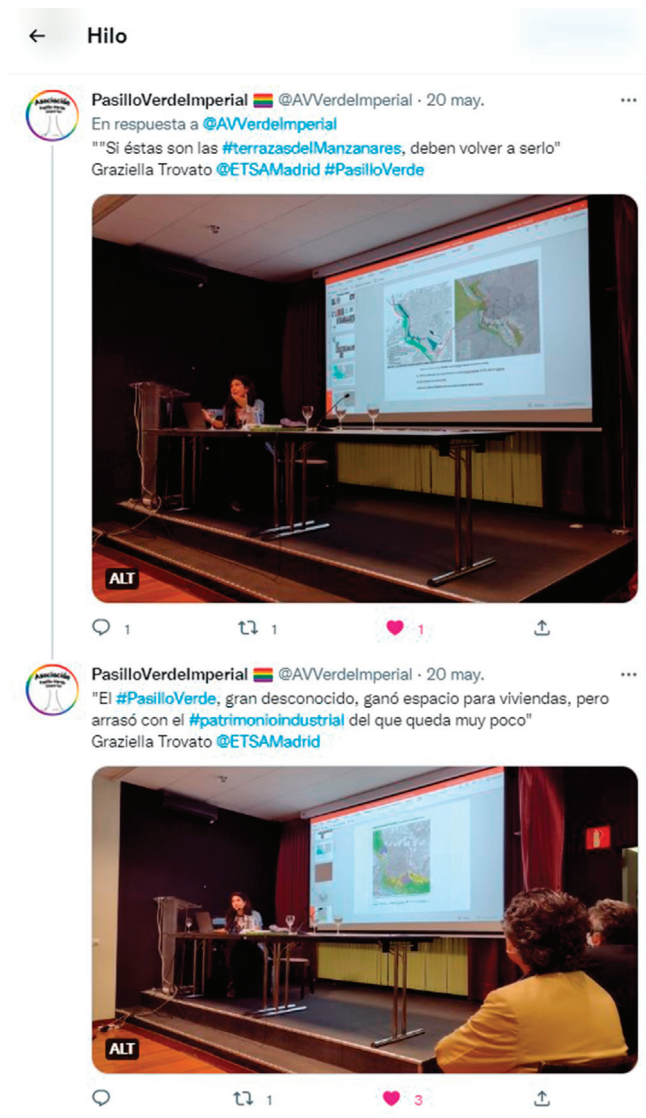 Hilo
PasilloVerdeImperial 🏳️‍🌈 @AVVerdeImperial · 20 may.
En respuesta a @AVVerdeImperial
""Si éstas son las #terrazasdelManzanares, deben volver a serlo"
Graziella Trovato @ETSAMadrid #PasilloVerde
ALT
1 1 1
PasilloVerdeImperial 🏳️‍🌈 @AVVerdeImperial · 20 may.
"El #PasilloVerde, gran desconocido, ganó espacio para viviendas, pero
arrasó con el #patrimonioindustrial del que queda muy poco"
Graziella Trovato @ETSAMadrid
ALT
1 3